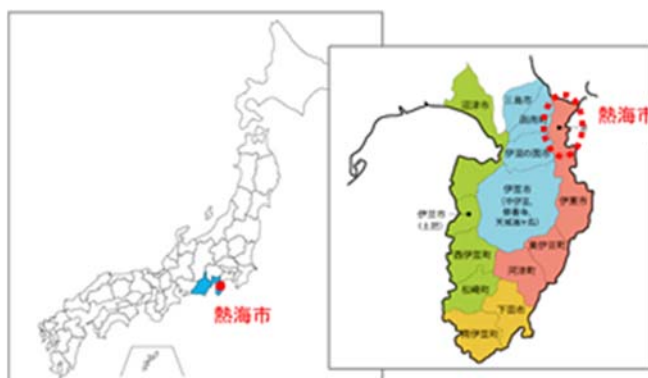 熱海市
沼津市
三島市
函南町
熱海市
伊豆の国市
伊豆市
(中伊豆,
修善寺,
天城湯ヶ島)
伊東市
伊豆市
(土肥)
東伊豆町
西伊豆町
河津町
松崎町
下田市
南伊豆町